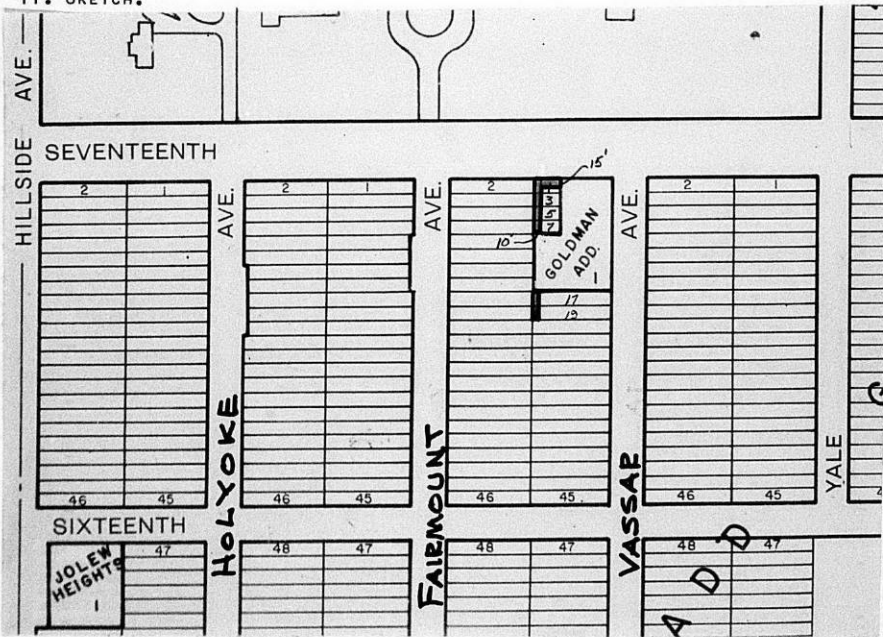 11. SKETCH.
HILLSIDE AVE.
SEVENTEENTH
2 1
AVE.
2 1
AVE.
2 1
15'
3
5
7
10'
GOLDMAN
ADD.
1
17
19
AVE.
2 1
HOLYOKE
FAIRMOUNT
VASSAR
YALE
46 45
46 45
46 45
46 45
SIXTEENTH
JOLEW
HEIGHTS
1
47
48 47
48 47
48 47
ADD